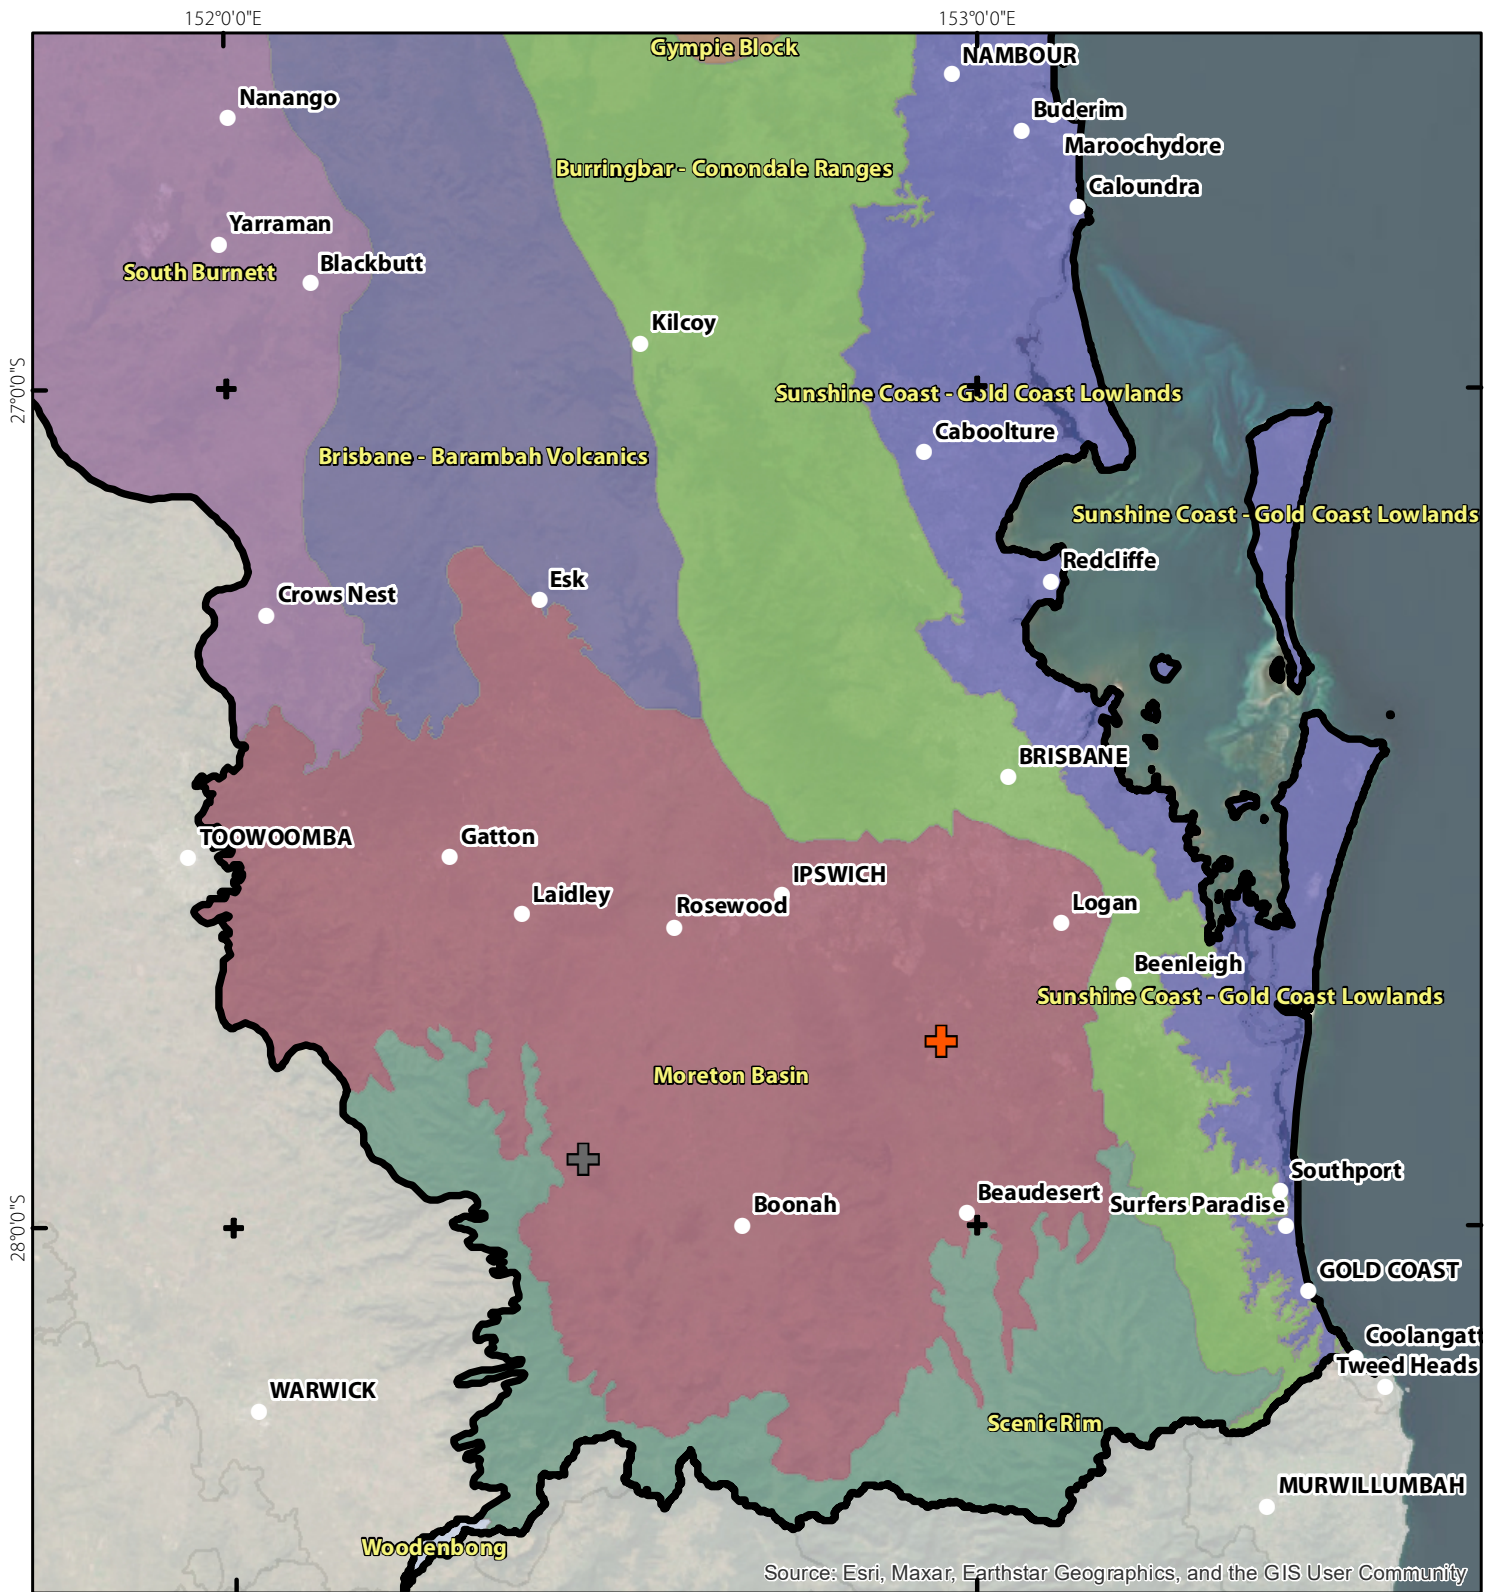 152°0'0"E
153°0'0"E
Gympie Block
NAMBOUR
Nanango
Buderim
Maroochydore
Burringbar - Conondale Ranges
Caloundra
Yarraman
Blackbutt
South Burnett
Kilcoy
27°0'0"S
Sunshine Coast - Gold Coast Lowlands
Caboolture
Brisbane - Barambah Volcanics
Sunshine Coast - Gold Coast Lowlands
Redcliffe
Esk
Crows Nest
BRISBANE
TOOWOOMBA
Gatton
IPSWICH
Laidley
Rosewood
Logan
Beenleigh
Sunshine Coast - Gold Coast Lowlands
Moreton Basin
Southport
Beaudesert
Boonah
Surfers Paradise
28°0'0"S
GOLD COAST
Coolangatt
Tweed Heads
WARWICK
Scenic Rim
MURWILLUMBAH
Woodenbong
Source: Esri, Maxar, Earthstar Geographics, and the GIS User Community